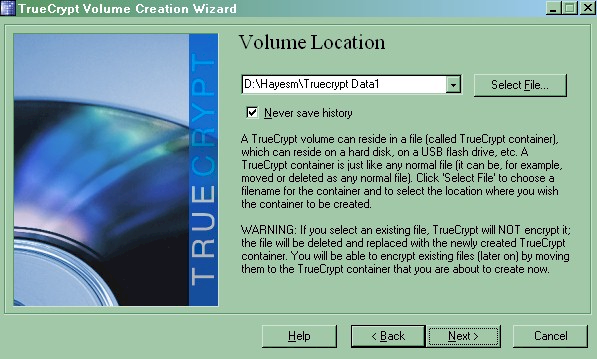 TrueCrypt Volume Creation Wizard
Volume Location
D:\Hayesm\Truecrypt Data1
Select File...
Never save history
A TrueCrypt volume can reside in a file (called TrueCrypt container),
which can reside on a hard disk, on a USB flash drive, etc. A
TrueCrypt container is just like any normal file (it can be, for example,
moved or deleted as any normal file). Click 'Select File' to choose a
filename for the container and to select the location where you wish
the container to be created.
WARNING: If you select an existing file, TrueCrypt will NOT encrypt it;
the file will be deleted and replaced with the newly created TrueCrypt
container. You will be able to encrypt existing files (later on) by moving
them to the TrueCrypt container that you are about to create now.
TRUECRYPT
Help
< Back
Next >
Cancel